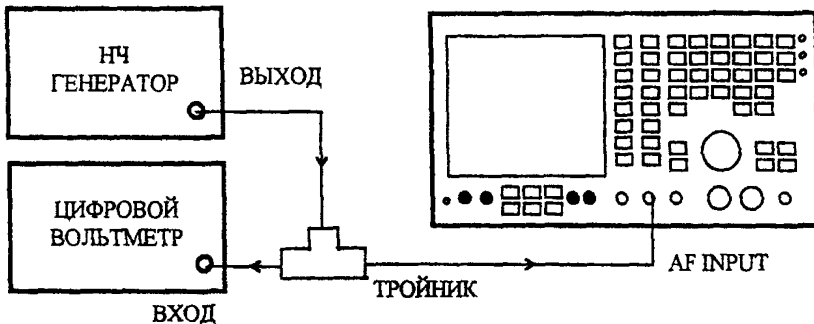 НЧ
ГЕНЕРАТОР
ВЫХОД
ЦИФРОВОЙ
ВОЛЬТМЕТР
ВХОД
ТРОЙНИК
AF INPUT